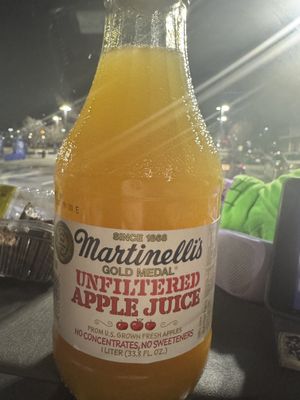 SINCE 1868
Martinelli's
GOLD MEDAL®
UNFILTERED
APPLE JUICE
FROM U.S. GROWN FRESH APPLES
NO CONCENTRATES, NO SWEETENERS
1 LITER (33.8 FL. OZ.)